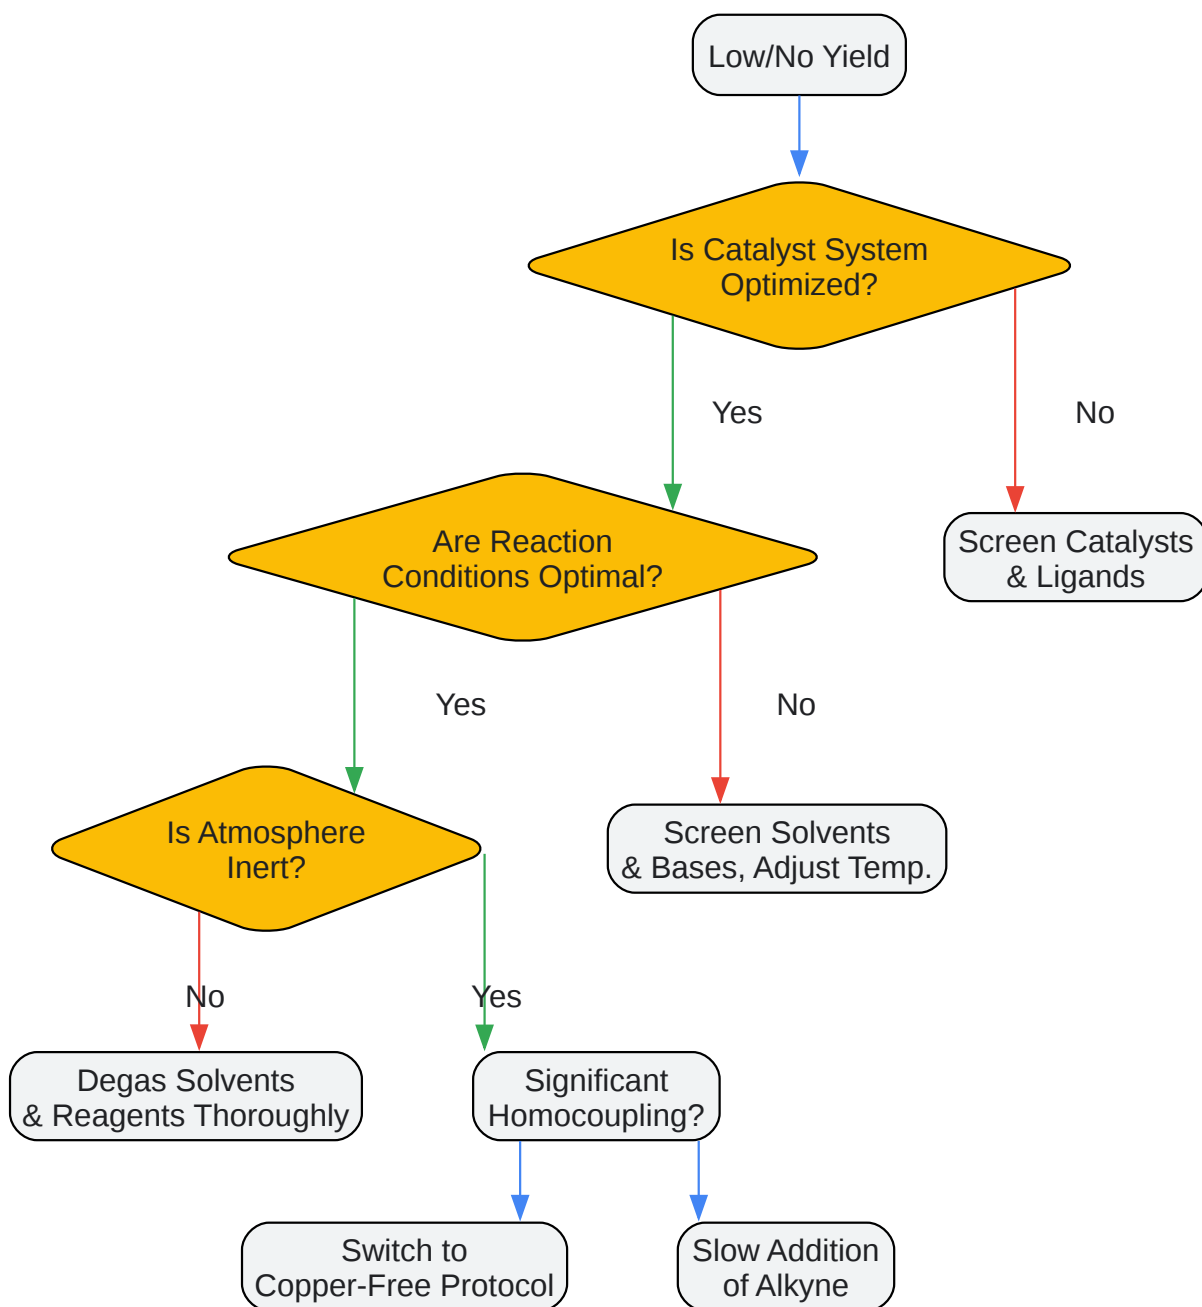 Low/No Yield
Is Catalyst System
Optimized?
Yes
No
Are Reaction
Conditions Optimal?
Screen Catalysts
& Ligands
Yes
No
Is Atmosphere
Inert?
Screen Solvents
& Bases, Adjust Temp.
No
Yes
Degas Solvents
& Reagents Thoroughly
Significant
Homocoupling?
Switch to
Copper-Free Protocol
Slow Addition
of Alkyne